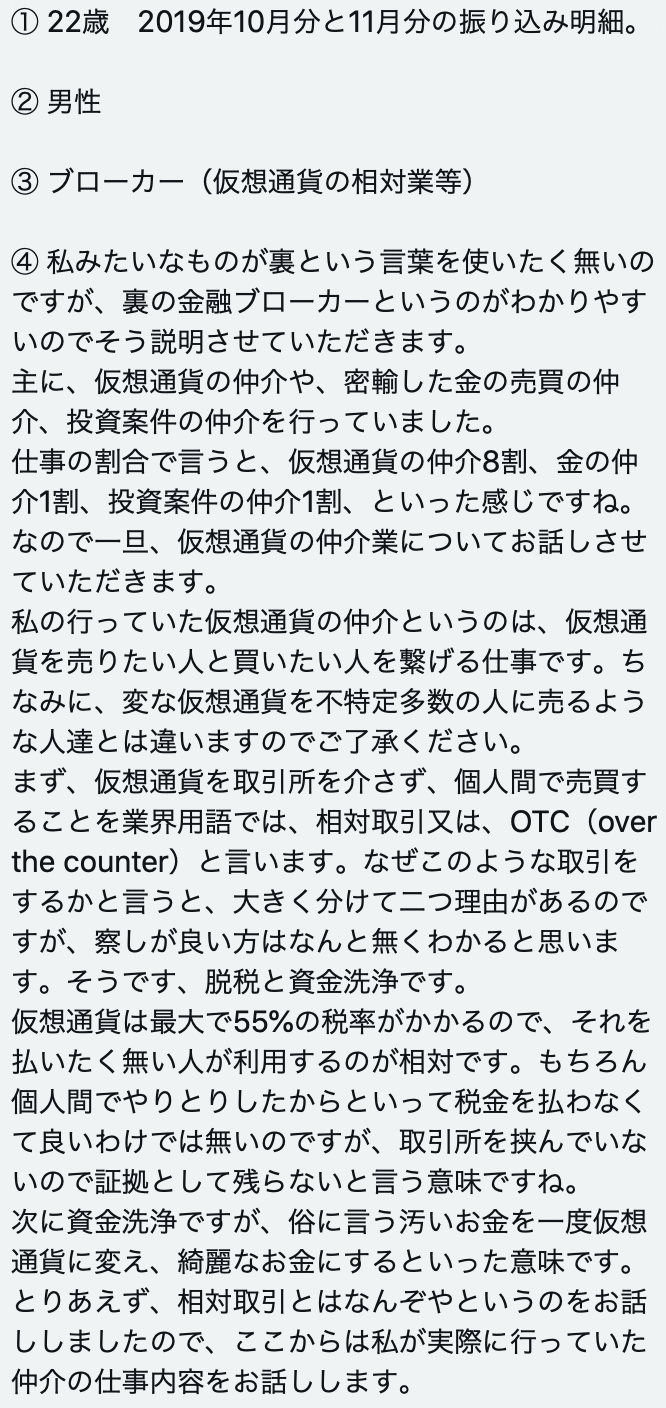 ① 22歳　2019年10月分と11月分の振り込み明細。
② 男性
③ ブローカー（仮想通貨の相対業等）
④ 私みたいなものが裏という言葉を使いたく無いの
ですが、裏の金融ブローカーというのがわかりやす
いのでそう説明させていただきます。
主に、仮想通貨の仲介や、密輸した金の売買の仲
介、投資案件の仲介を行っていました。
仕事の割合で言うと、仮想通貨の仲介8割、金の仲
介1割、投資案件の仲介1割、といった感じですね。
なので一旦、仮想通貨の仲介業についてお話しさせ
ていただきます。
私の行っていた仮想通貨の仲介というのは、仮想通
貨を売りたい人と買いたい人を繋げる仕事です。ち
なみに、変な仮想通貨を不特定多数の人に売るよう
な人達とは違いますのでご了承ください。
まず、仮想通貨を取引所を介さず、個人間で売買す
ることを業界用語では、相対取引又は、OTC（over
the counter）と言います。なぜこのような取引を
するかと言うと、大きく分けて二つ理由があるので
すが、察しが良い方はなんと無くわかると思いま
す。そうです、脱税と資金洗浄です。
仮想通貨は最大で55%の税率がかかるので、それを
払いたく無い人が利用するのが相対です。もちろん
個人間でやりとりしたからといって税金を払わなく
て良いわけでは無いのですが、取引所を挟んでいな
いので証拠として残らないと言う意味ですね。
次に資金洗浄ですが、俗に言う汚いお金を一度仮想
通貨に変え、綺麗なお金にするといった意味です。
とりあえず、相対取引とはなんぞやというのをお話
ししましたので、ここからは私が実際に行っていた
仲介の仕事内容をお話しします。